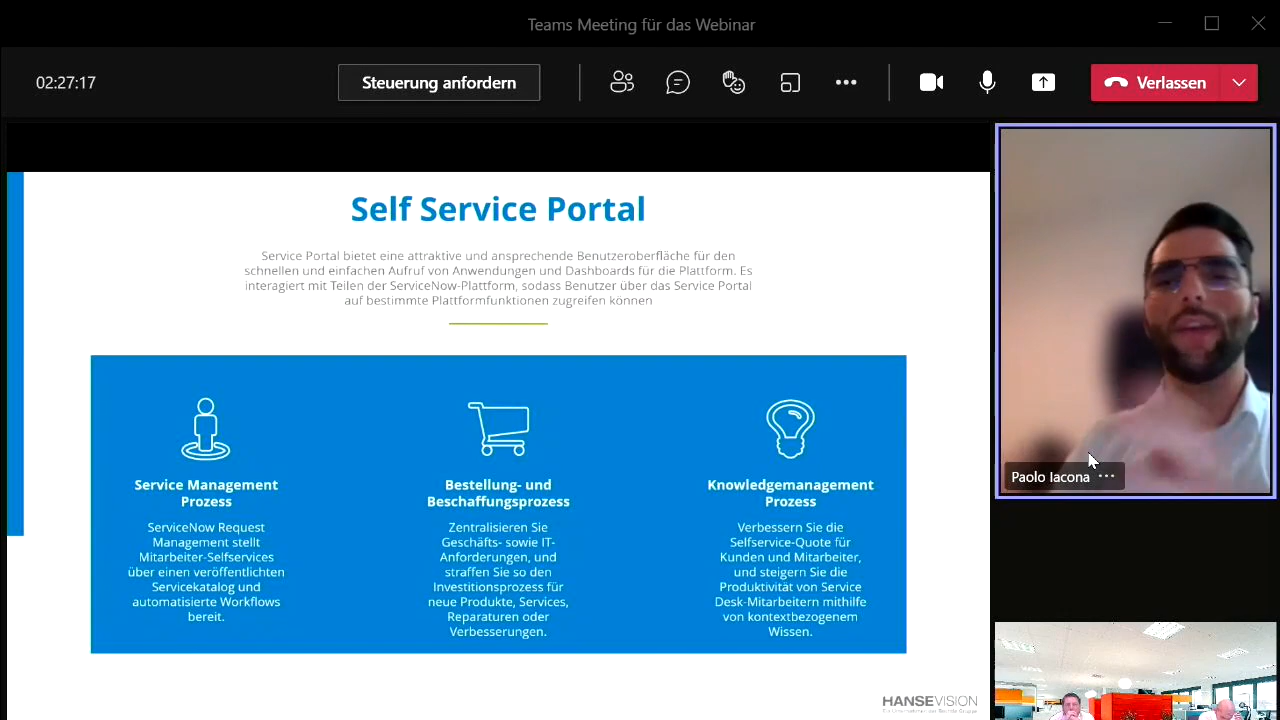 Teams Meeting für das Webinar
02:27:17
Steuerung anfordern
Verlassen
Self Service Portal
Service Portal bietet eine attraktive und ansprechende Benutzeroberfläche für den
schnellen und einfachen Aufruf von Anwendungen und Dashboards für die Plattform. Es
interagiert mit Teilen der ServiceNow-Plattform, sodass Benutzer über das Service Portal
auf bestimmte Plattformfunktionen zugreifen können
Service Management
Prozess
ServiceNow Request
Management stellt
Mitarbeiter-Selfservices
über einen veröffentlichten
Servicekatalog und
automatisierte Workflows
bereit.
Bestellung- und
Beschaffungsprozess
Zentralisieren Sie
Geschäfts- sowie IT-
Anforderungen, und
straffen Sie so den
Investitionsprozess für
neue Produkte, Services,
Reparaturen oder
Verbesserungen.
Knowledgemanagement
Prozess
Verbessern Sie die
Selfservice-Quote für
Kunden und Mitarbeiter,
und steigern Sie die
Produktivität von Service
Desk-Mitarbeitern mithilfe
von kontextbezogenem
Wissen.
Paolo Iacona
HANSEVISION